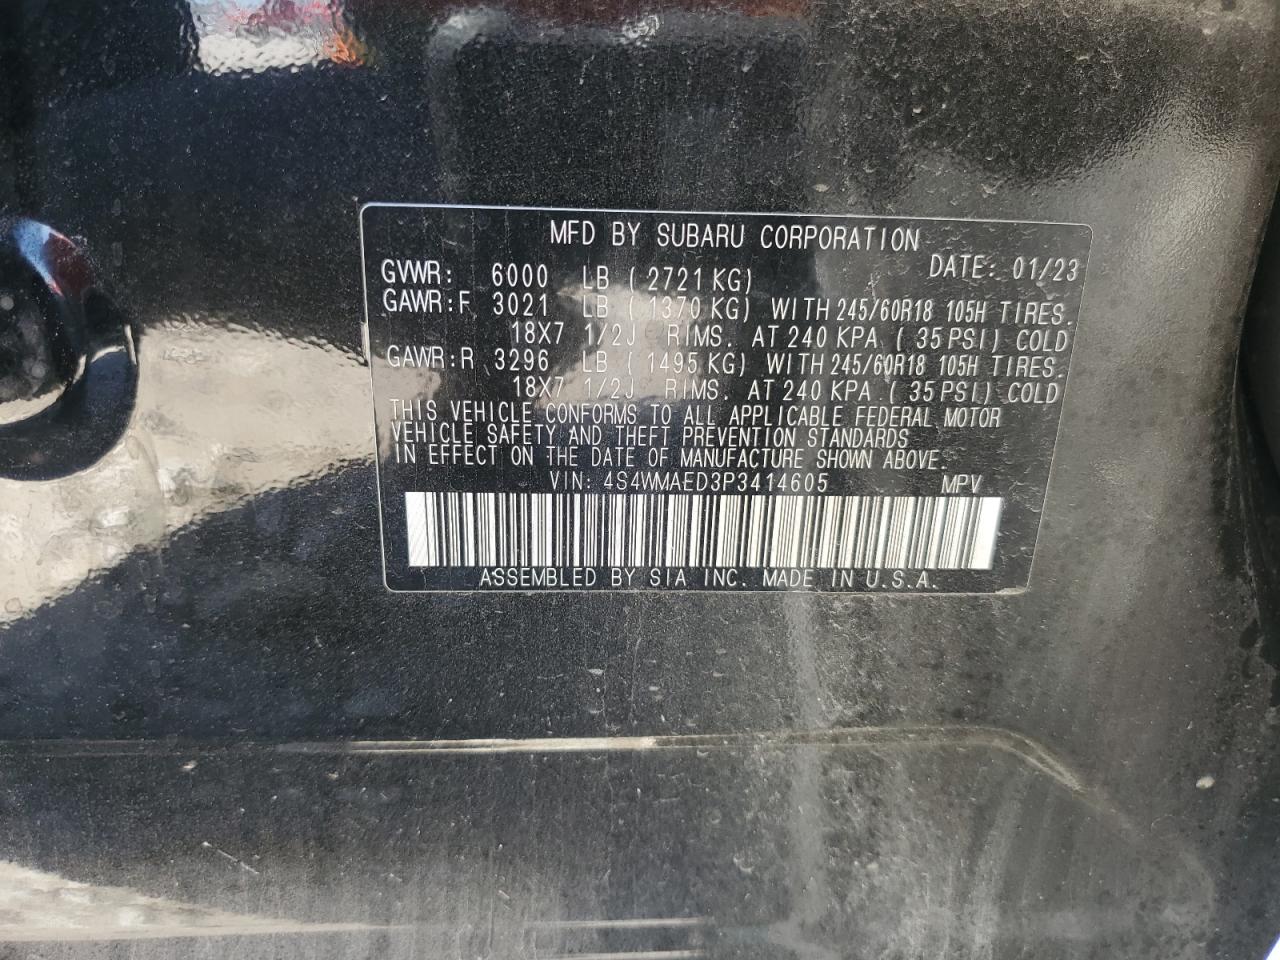 MFD BY SUBARU CORPORATION
DATE: 01/23
GVWR: 6000 LB ( 2721 KG)
GAWR:F 3021 LB ( 1370 KG) WITH 245/60R18 105H TIRES.
18X7 1/2J RIMS. AT 240 KPA ( 35 PSI) COLD
GAWR:R 3296 LB ( 1495 KG) WITH 245/60R18 105H TIRES.
18X7 1/2J RIMS. AT 240 KPA ( 35 PSI) COLD
THIS VEHICLE CONFORMS TO ALL APPLICABLE FEDERAL MOTOR
VEHICLE SAFETY AND THEFT PREVENTION STANDARDS
IN EFFECT ON THE DATE OF MANUFACTURE SHOWN ABOVE.
VIN: 4S4WMAED3P3414605 MPV
ASSEMBLED BY SIA INC. MADE IN U.S.A.